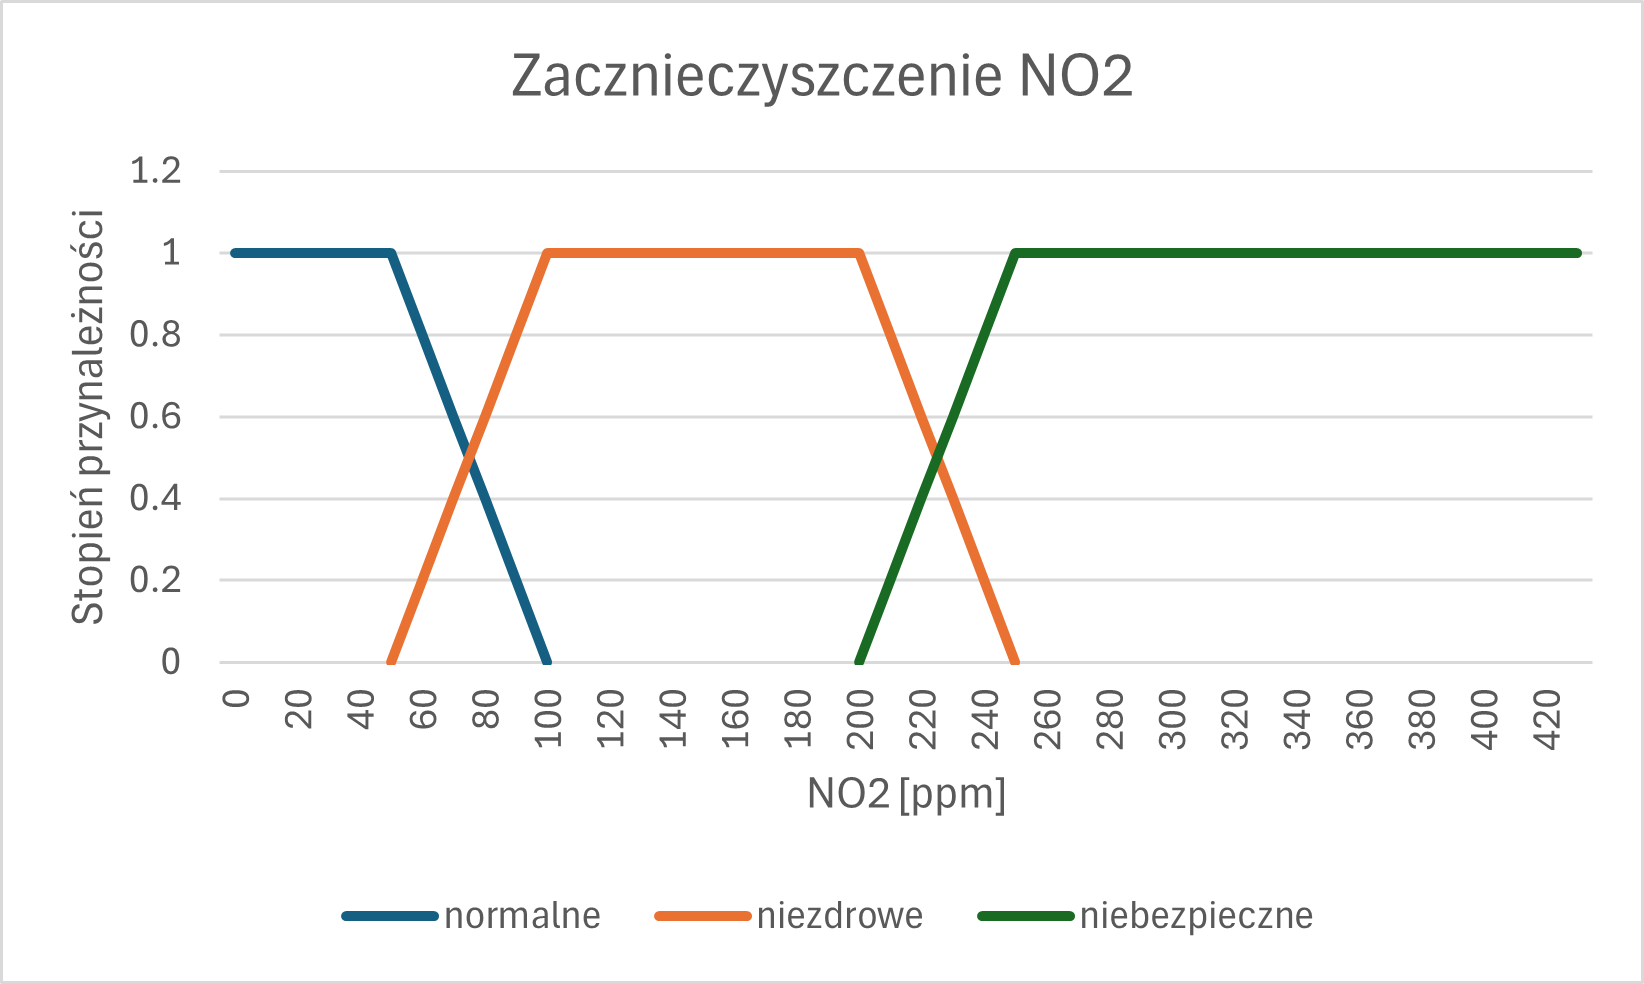 Zacznieczyszczenie NO2
Stopień przynależności
1.2
1
0.8
0.6
0.4
0.2
0
0 20 40 60 80 100 120 140 160 180 200 220 240 260 280 300 320 340 360 380 400 420
NO2 [ppm]
normalne niezdrowe niebezpieczne